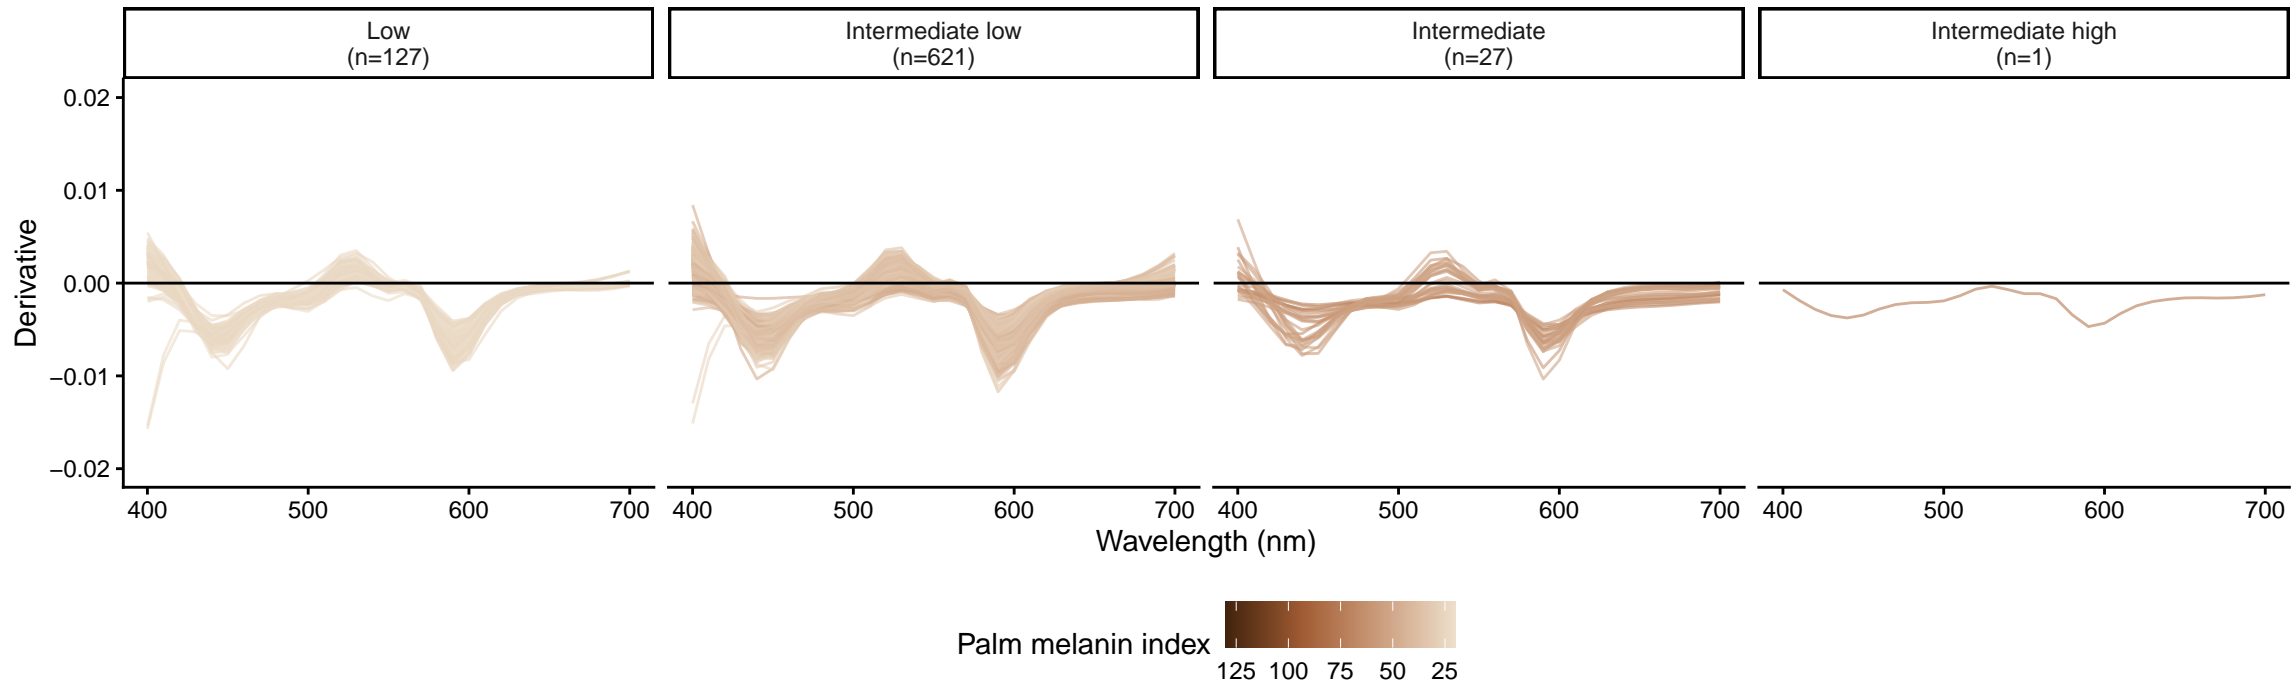 Low
(n=127)
Intermediate low
(n=621)
Intermediate
(n=27)
Intermediate high
(n=1)
Derivative
0.02
0.01
0.00
−0.01
−0.02
400 500 600 700 400 500 600 700 400 500 600 700 400 500 600 700
Wavelength (nm)
Palm melanin index
125 100 75 50 25